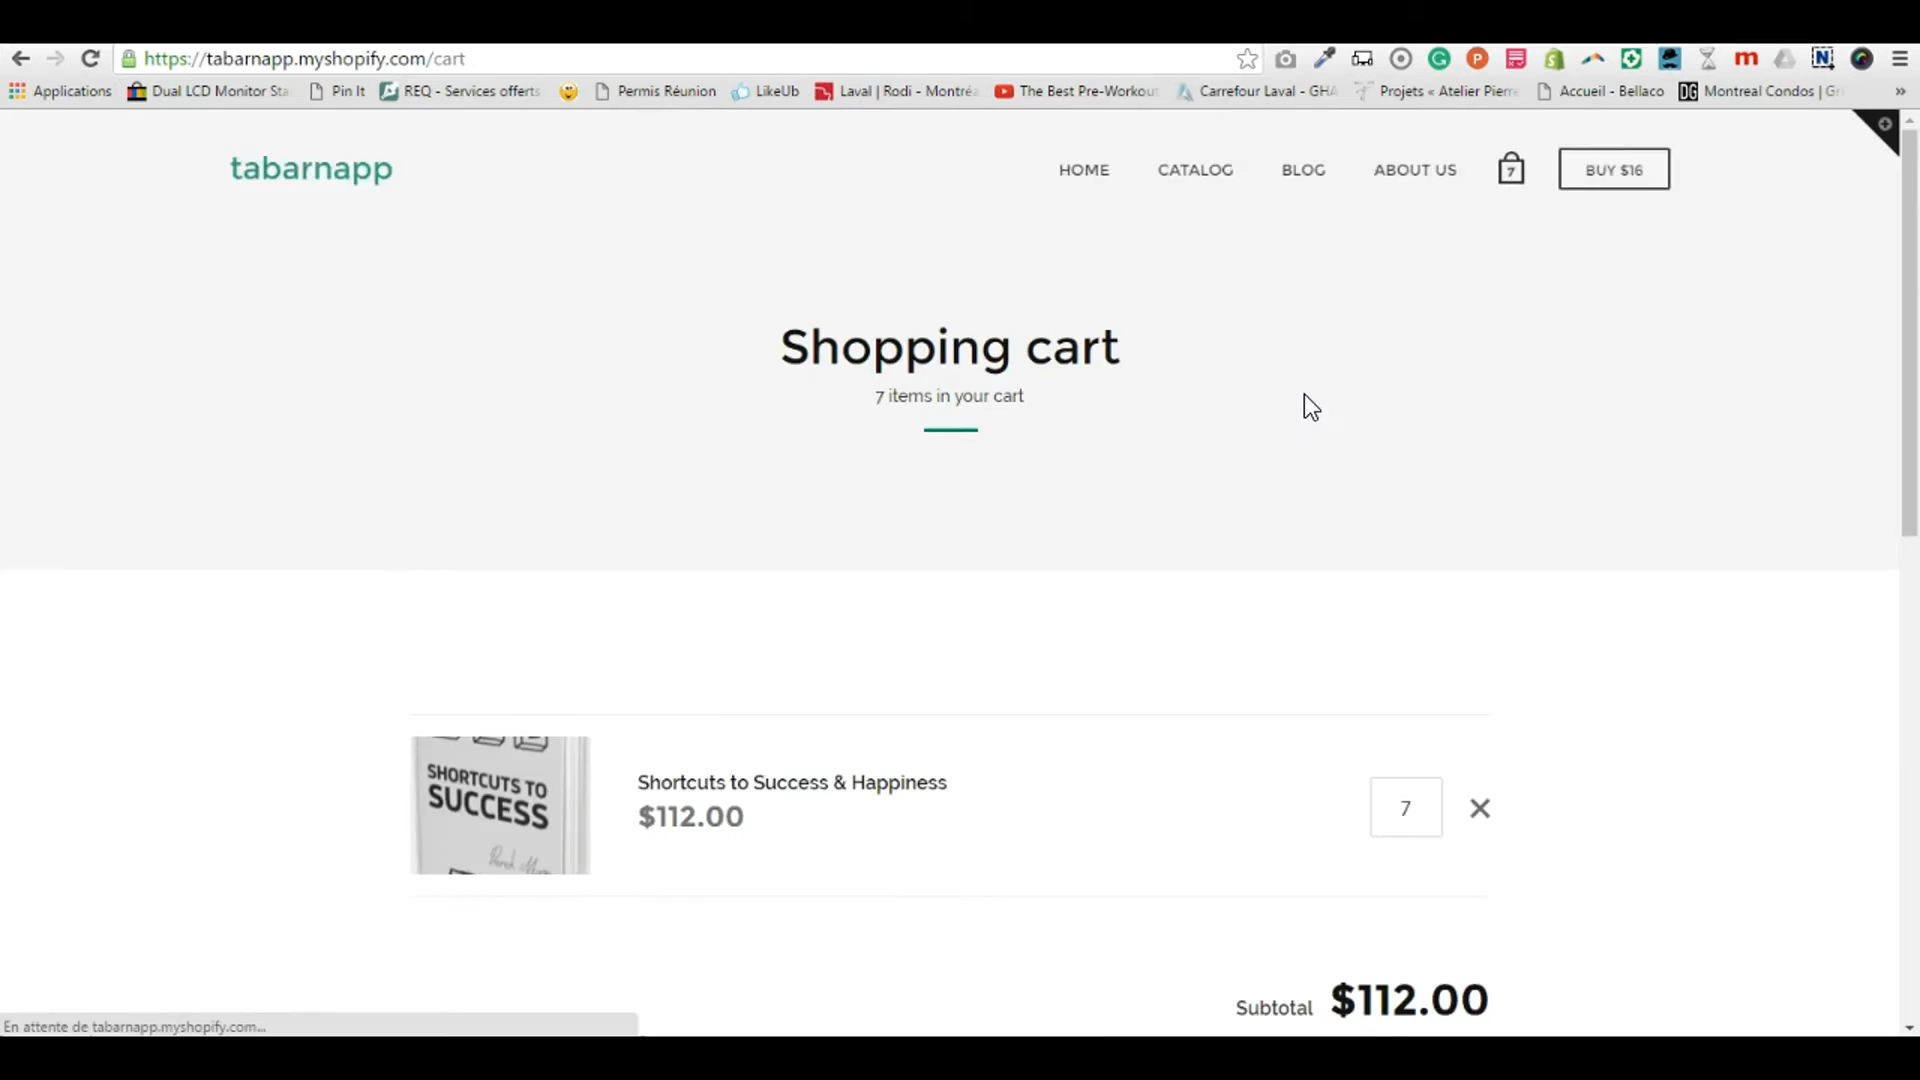 https://tabarnapp.myshopify.com/cart
Applications Dual LCD Monitor Sta Pin It REQ - Services offerts Permis Réunion LikeUb Laval | Rodi - Montréa The Best Pre-Workout Carrefour Laval - GHA Projets « Atelier Pierre Accueil - Bellaco Montreal Condos | Gr »
tabarnapp
HOME CATALOG BLOG ABOUT US 7 BUY $16
Shopping cart
7 items in your cart
SHORTCUTS TO
SUCCESS
Shortcuts to Success & Happiness
$112.00
7
Subtotal $112.00
En attente de tabarnapp.myshopify.com...